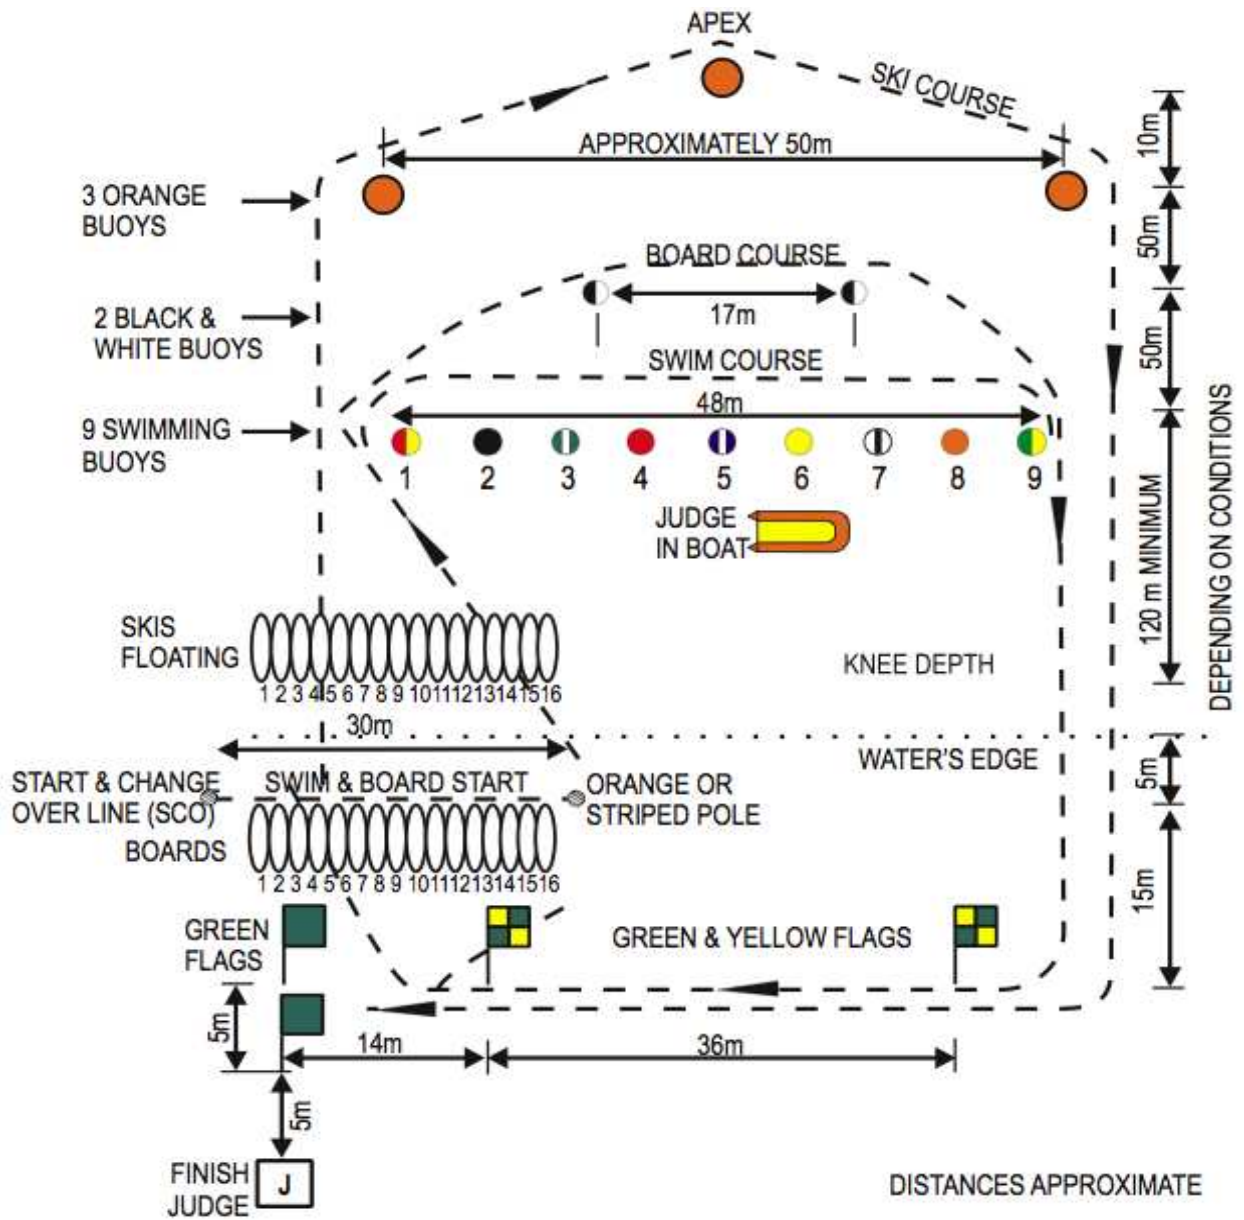 APEX
SKI COURSE
APPROXIMATELY 50m
10m
3 ORANGE
BUOYS
50m
BOARD COURSE
17m
2 BLACK &
WHITE BUOYS
50m
SWIM COURSE
48m
9 SWIMMING
BUOYS
1 2 3 4 5 6 7 8 9
JUDGE
IN BOAT
120 m MINIMUM
DEPENDING ON CONDITIONS
SKIS
FLOATING
KNEE DEPTH
1 2 3 4 5 6 7 8 9 10 11 12 13 14 15 16
30m
WATER'S EDGE
5m
START & CHANGE
OVER LINE (SCO)
SWIM & BOARD START
ORANGE OR
STRIPED POLE
BOARDS
1 2 3 4 5 6 7 8 9 10 11 12 13 14 15 16
15m
GREEN
FLAGS
GREEN & YELLOW FLAGS
5m
14m
36m
5m
FINISH
JUDGE
J
DISTANCES APPROXIMATE